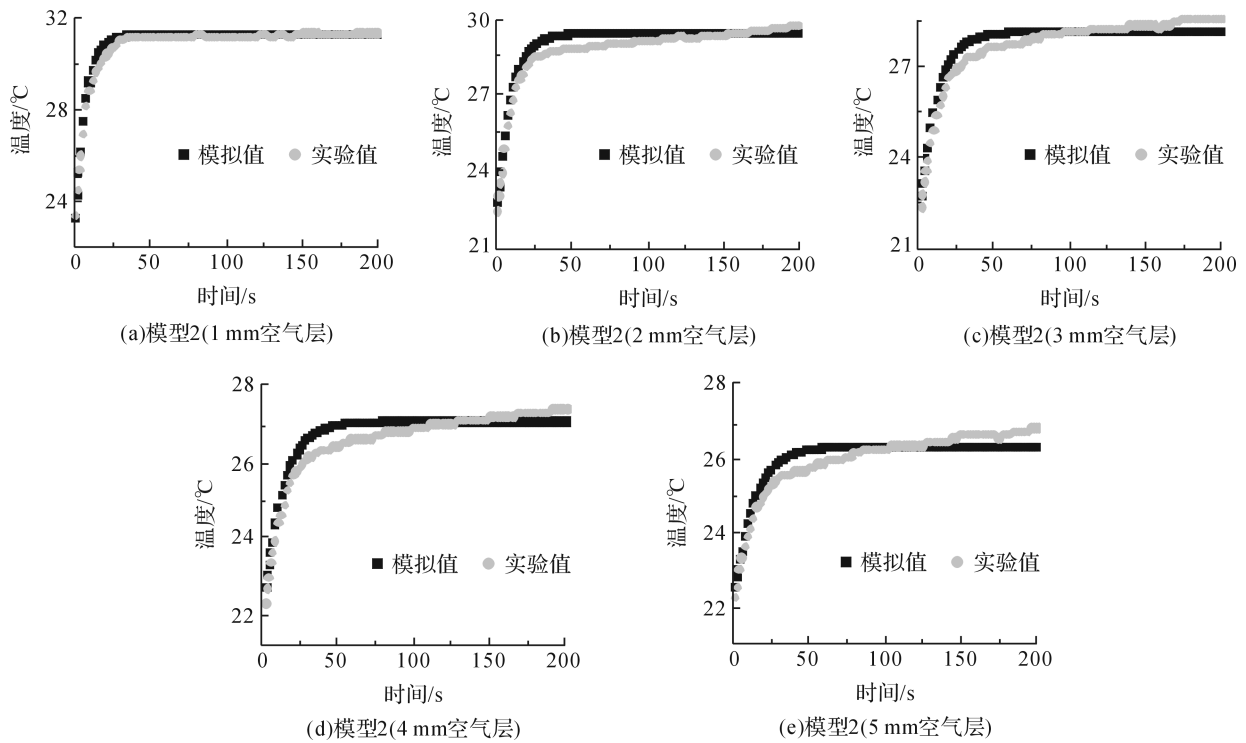 32
28
24
温度/℃
模拟值
实验值
0 50 100 150 200
时间/s
(a)模型2(1 mm空气层)
30
27
24
21
温度/℃
模拟值
实验值
0 50 100 150 200
时间/s
(b)模型2(2 mm空气层)
27
24
21
温度/℃
模拟值
实验值
0 50 100 150 200
时间/s
(c)模型2(3 mm空气层)
28
26
24
22
温度/℃
模拟值
实验值
0 50 100 150 200
时间/s
(d)模型2(4 mm空气层)
28
26
24
22
温度/℃
模拟值
实验值
0 50 100 150 200
时间/s
(e)模型2(5 mm空气层)